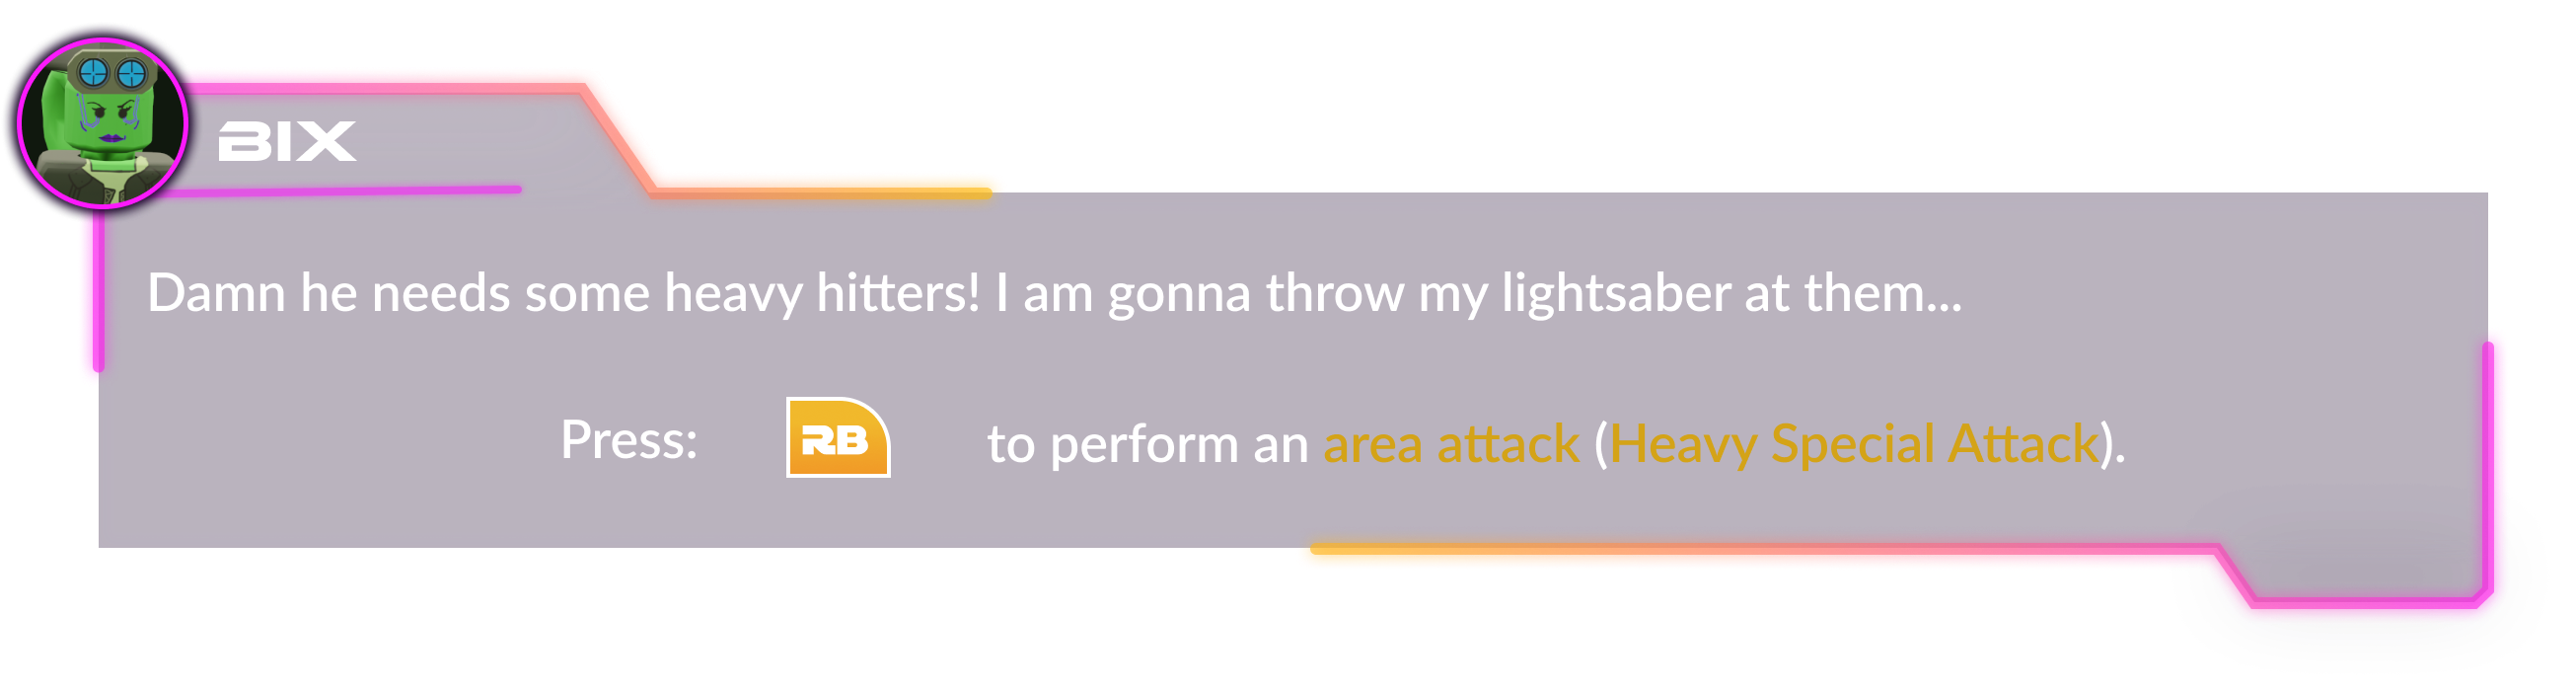 BIX
Damn he needs some heavy hitters! I am gonna throw my lightsaber at them...
Press: RB to perform an area attack (Heavy Special Attack).